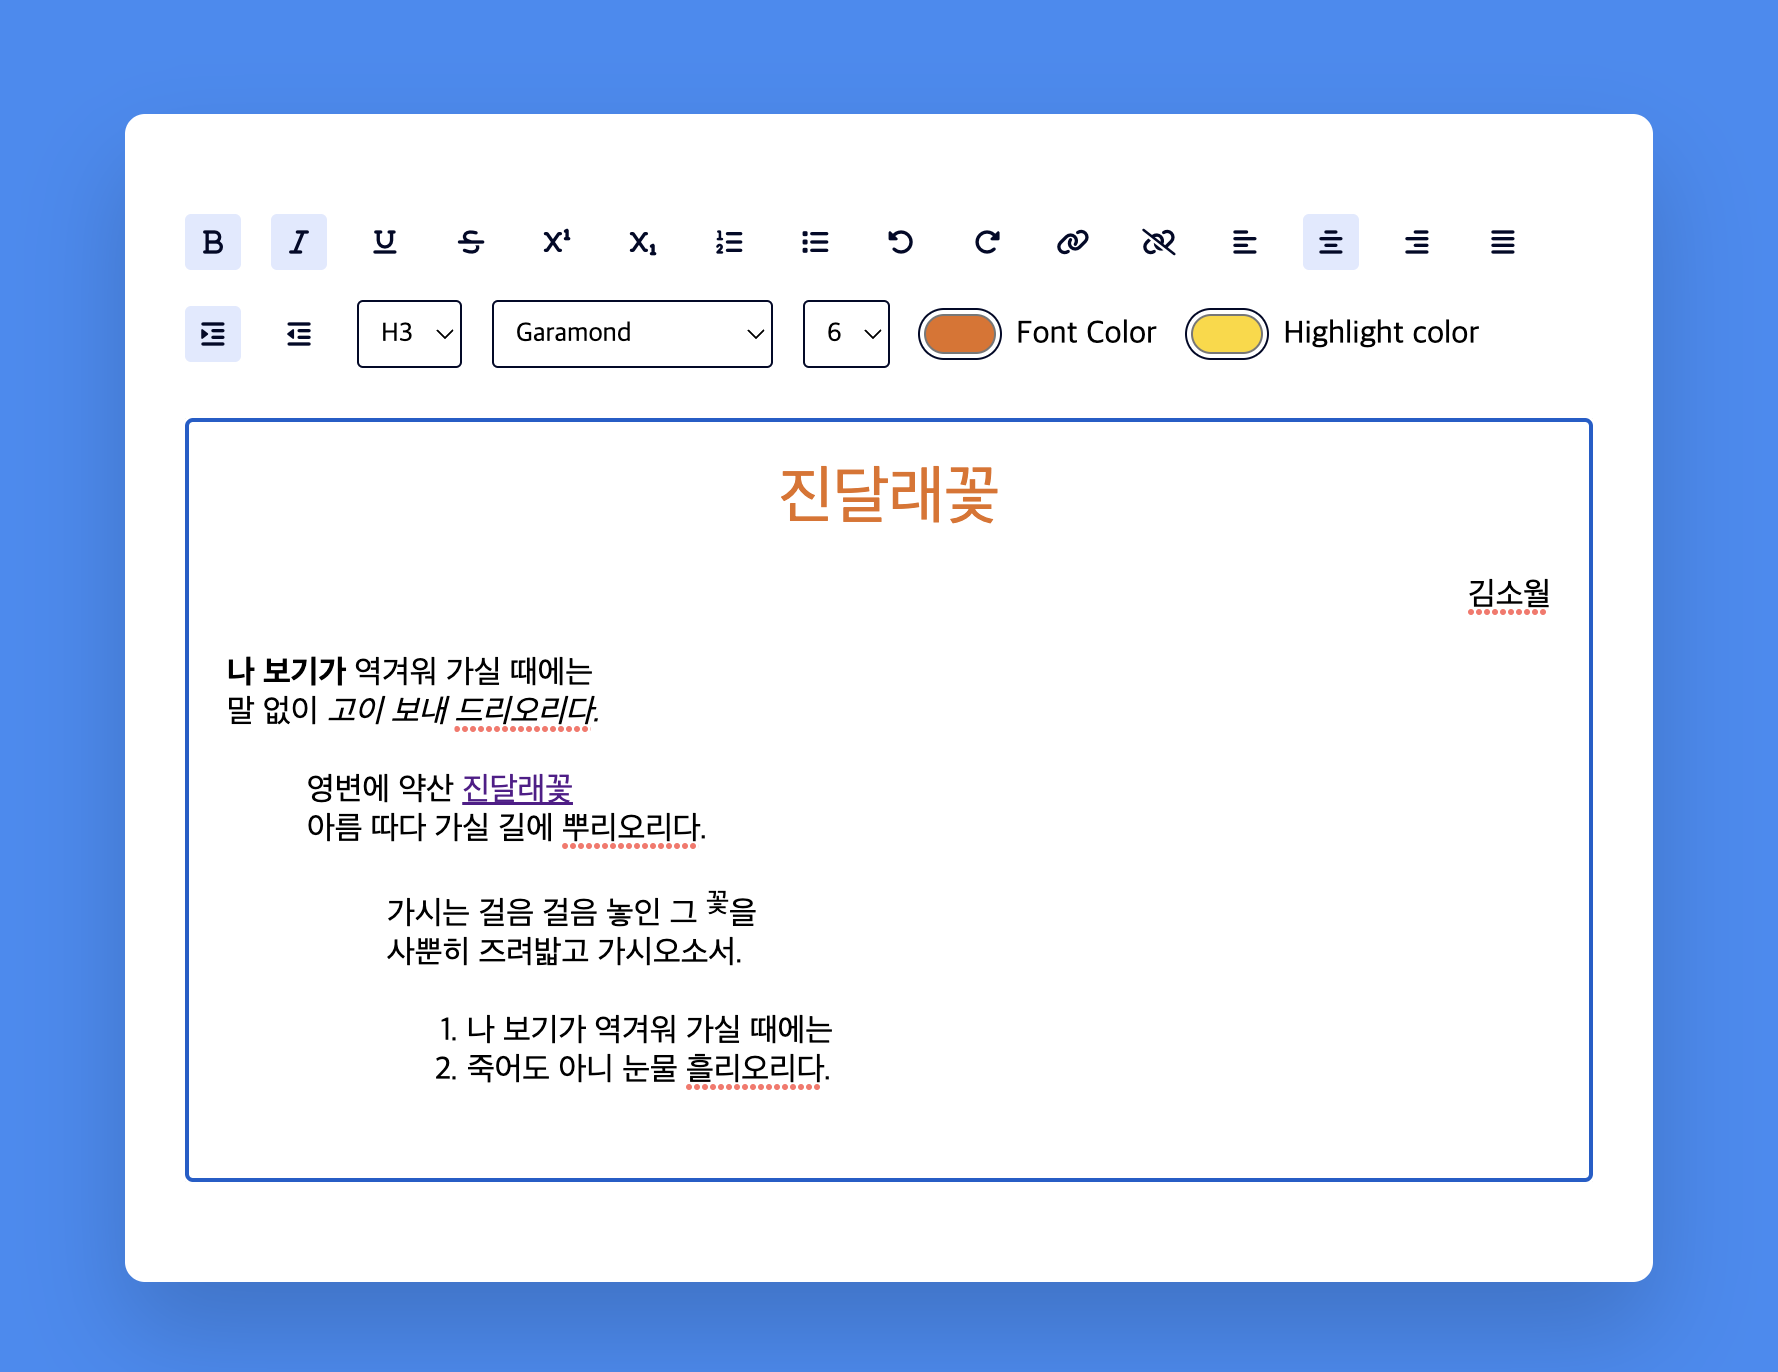 H3 Garamond 6 Font Color Highlight color
진달래꽃
김소월
나 보기가 역겨워 가실 때에는
말 없이 고이 보내 드리오리다.
영변에 약산 진달래꽃
아름 따다 가실 길에 뿌리오리다.
가시는 걸음 걸음 놓인 그 꽃을
사뿐히 즈려밟고 가시오소서.
1. 나 보기가 역겨워 가실 때에는
2. 죽어도 아니 눈물 흘리오리다.